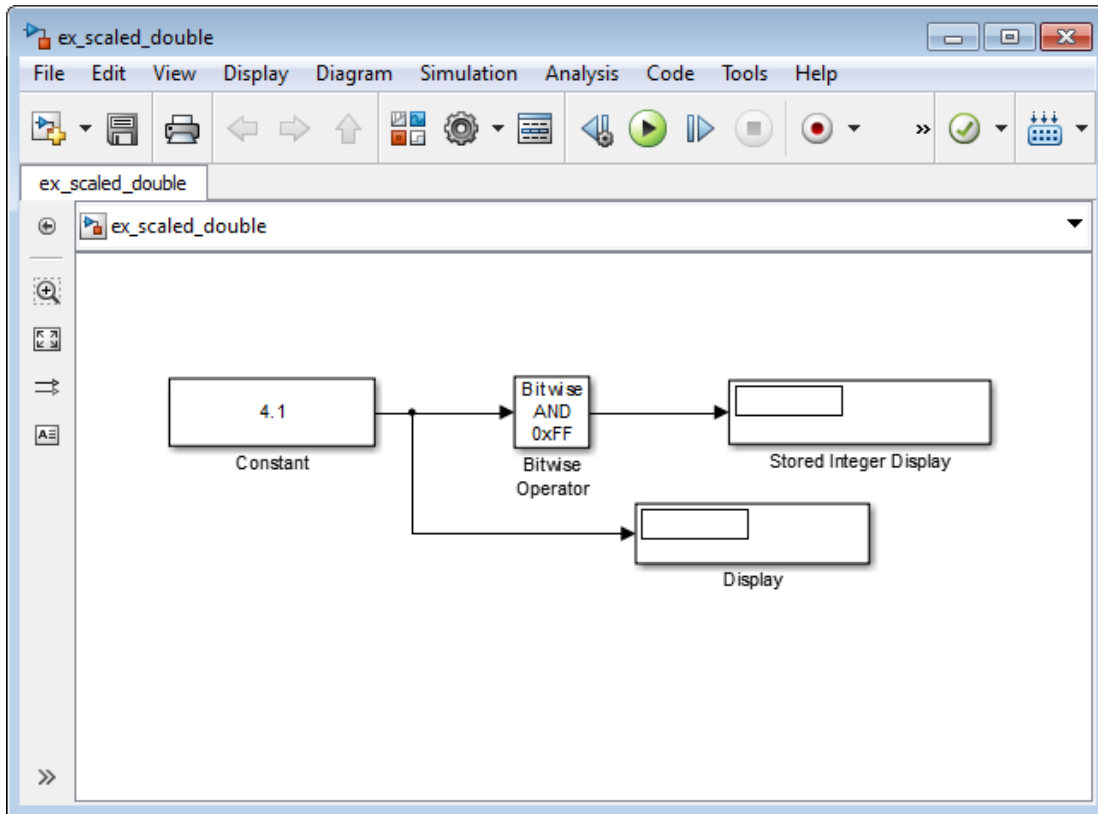 ex_scaled_double
File Edit View Display Diagram Simulation Analysis Code Tools Help
»
ex_scaled_double
ex_scaled_double
4.1
Constant
Bitwise
AND
0xFF
Bitwise
Operator
Stored Integer Display
Display
A
»